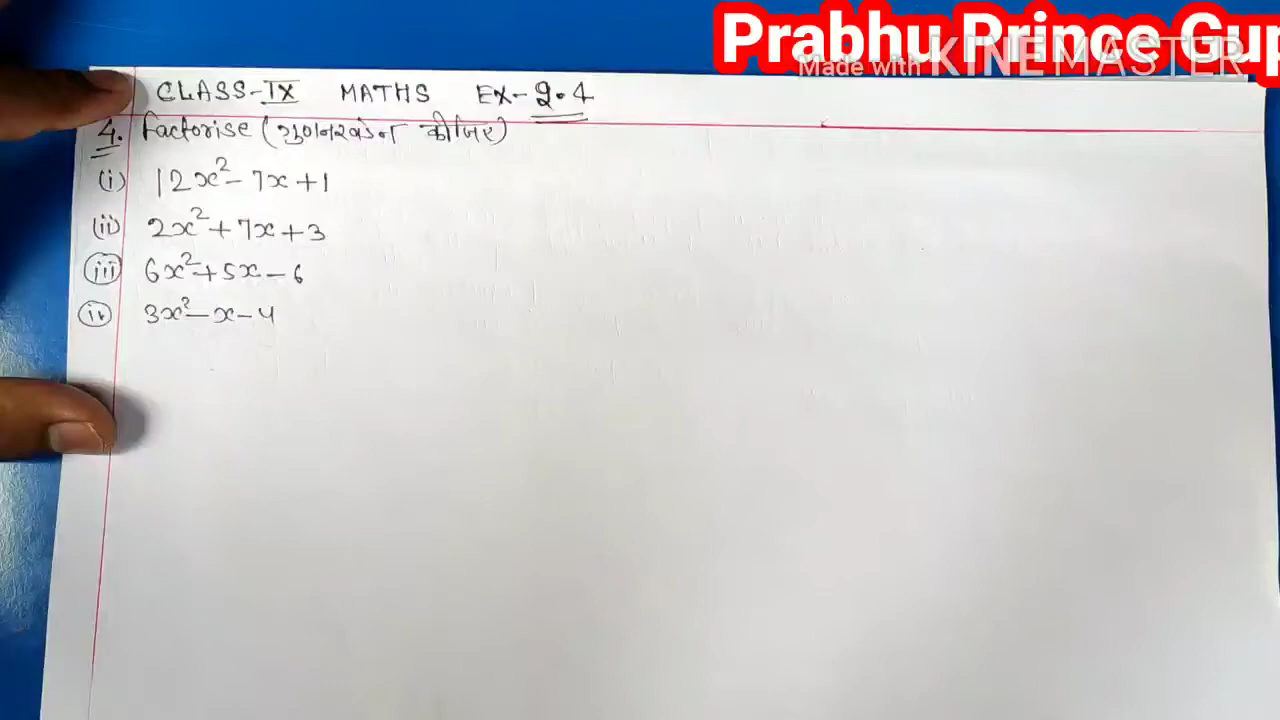 Prabhu Prince Gup
Made with KINEMASTER
CLASS-IX MATHS EX-2.4
4. Factorise (गुणनखंडन कीजिए)
(i) 12x² - 7x + 1
(ii) 2x² + 7x + 3
(iii) 6x² + 5x - 6
(iv) 3x² - x - 4